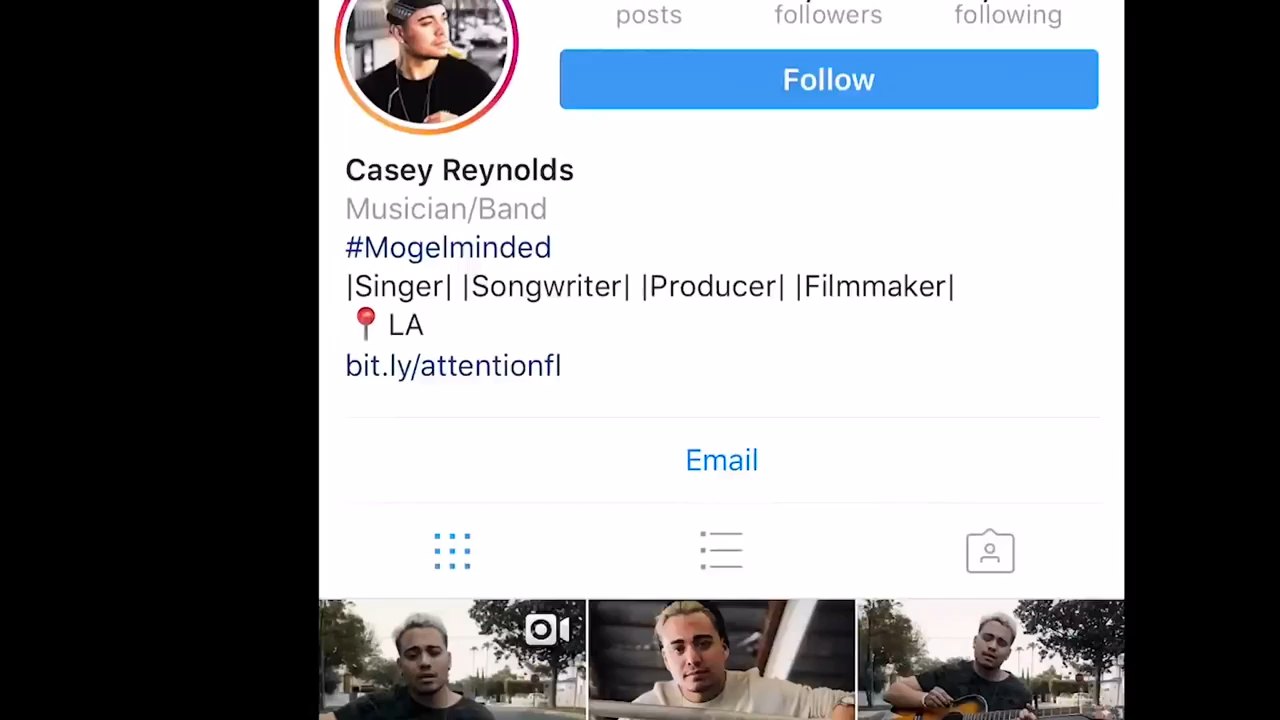 posts followers following
Follow
Casey Reynolds
Musician/Band
#Mogelminded
|Singer| |Songwriter| |Producer| |Filmmaker|
📍 LA
bit.ly/attentionfl
Email